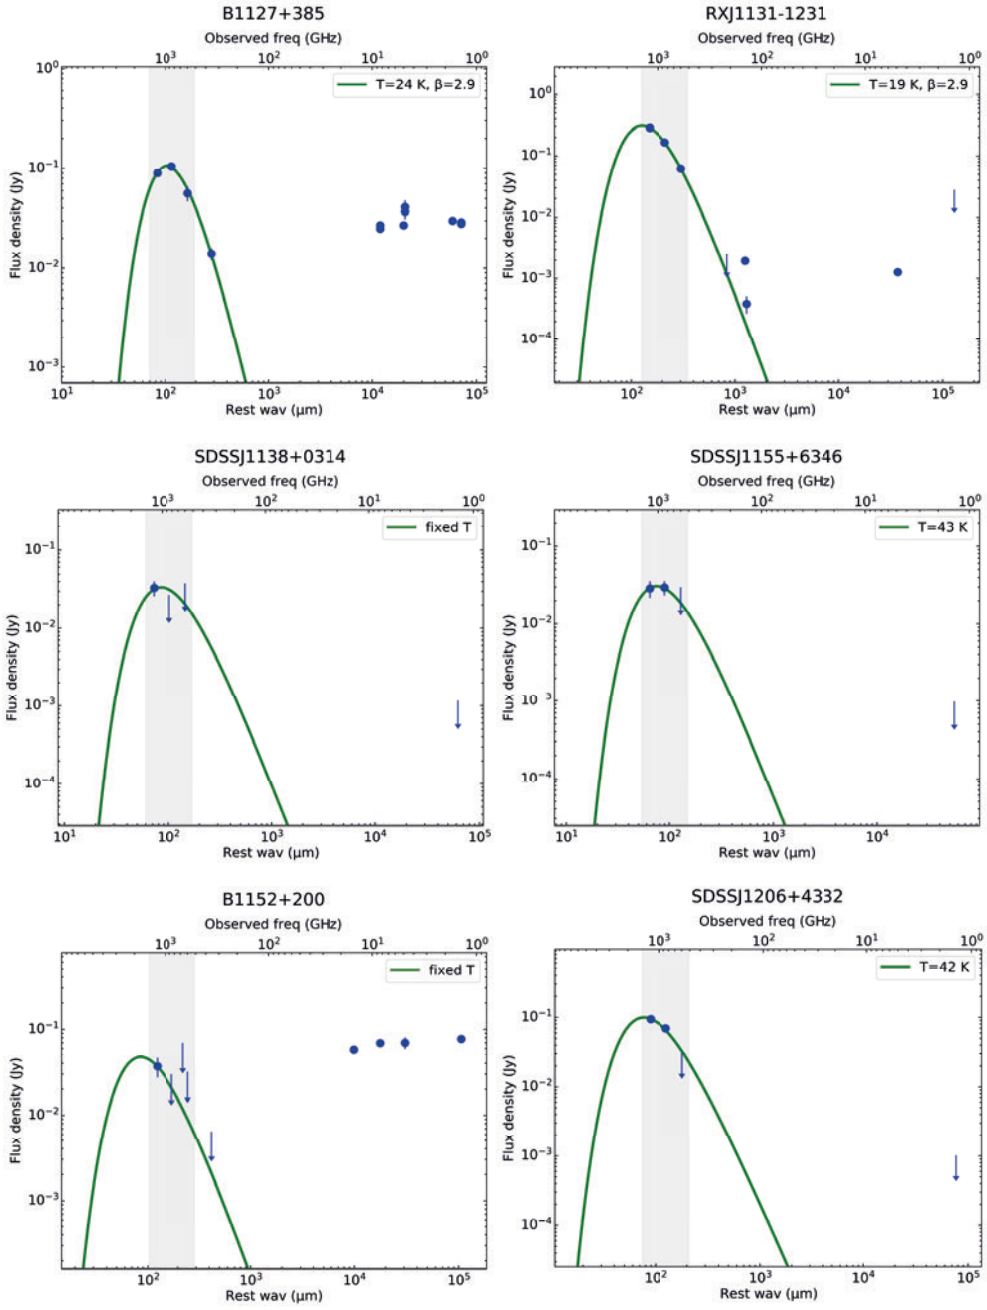 B1127+385
Observed freq (GHz)
10³ 10² 10¹ 10⁰
T=24 K, β=2.9
10⁰
10⁻¹
10⁻²
10⁻³
Flux density (Jy)
10¹ 10² 10³ 10⁴ 10⁵
Rest wav (μm)
RXJ1131-1231
Observed freq (GHz)
10³ 10² 10¹ 10⁰
T=19 K, β=2.9
10⁰
10⁻¹
10⁻²
10⁻³
10⁻⁴
Flux density (Jy)
10² 10³ 10⁴ 10⁵
Rest wav (μm)
SDSSJ1138+0314
Observed freq (GHz)
10³ 10² 10¹ 10⁰
fixed T
10⁻¹
10⁻²
10⁻³
10⁻⁴
Flux density (Jy)
10¹ 10² 10³ 10⁴ 10⁵
Rest wav (μm)
SDSSJ1155+6346
Observed freq (GHz)
10³ 10² 10¹ 10⁰
T=43 K
10⁻¹
10⁻²
10 ³
10⁻⁴
Flux density (Jy)
10¹ 10² 10³ 10⁴
Rest wav (μm)
B1152+200
Observed freq (GHz)
10³ 10² 10¹ 10⁰
fixed T
10⁻¹
10⁻²
10⁻³
Flux density (Jy)
10² 10³ 10⁴ 10⁵
Rest wav (μm)
SDSSJ1206+4332
Observed freq (GHz)
10³ 10² 10¹ 10⁰
T=42 K
10⁻¹
10⁻²
10⁻³
10⁻⁴
Flux density (Jy)
10² 10³ 10⁴ 10⁵
Rest wav (μm)